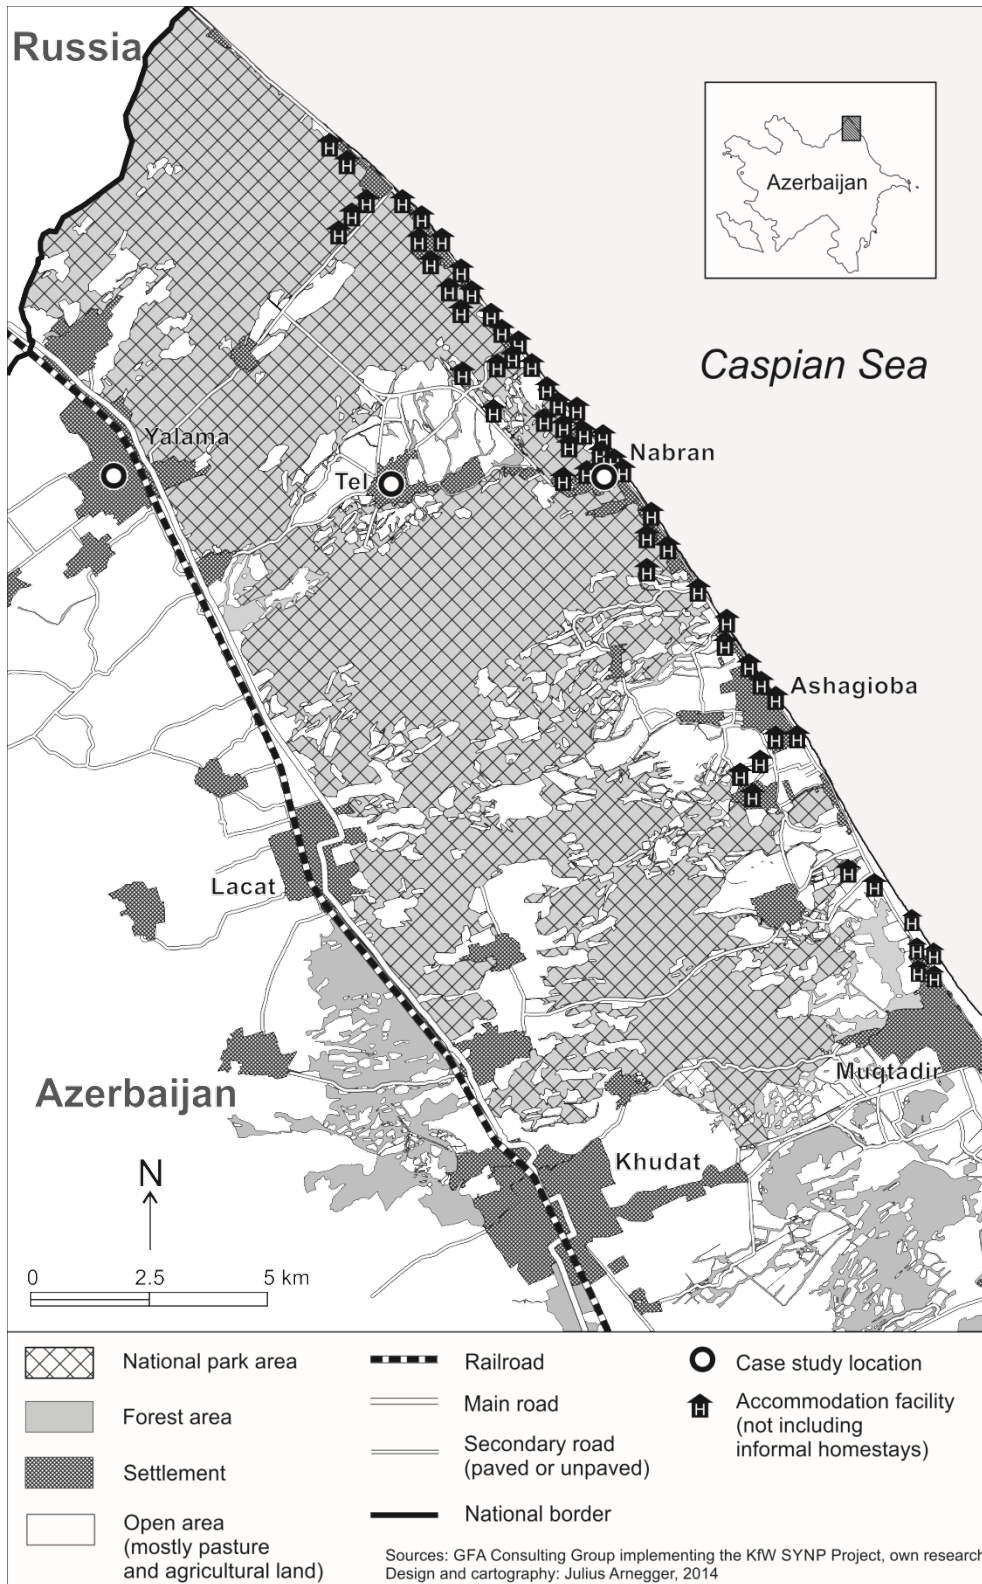 Russia
Azerbaijan
Caspian Sea
Yalama
Tel
Nabran
Ashagioba
Lacat
Azerbaijan
Muqtadir
Khudat
N
0 2.5 5 km
National park area
Forest area
Settlement
Open area
(mostly pasture
and agricultural land)
Railroad
Main road
Secondary road
(paved or unpaved)
National border
Case study location
H Accommodation facility
(not including
informal homestays)
Sources: GFA Consulting Group implementing the KfW SYNP Project, own research
Design and cartography: Julius Arnegger, 2014